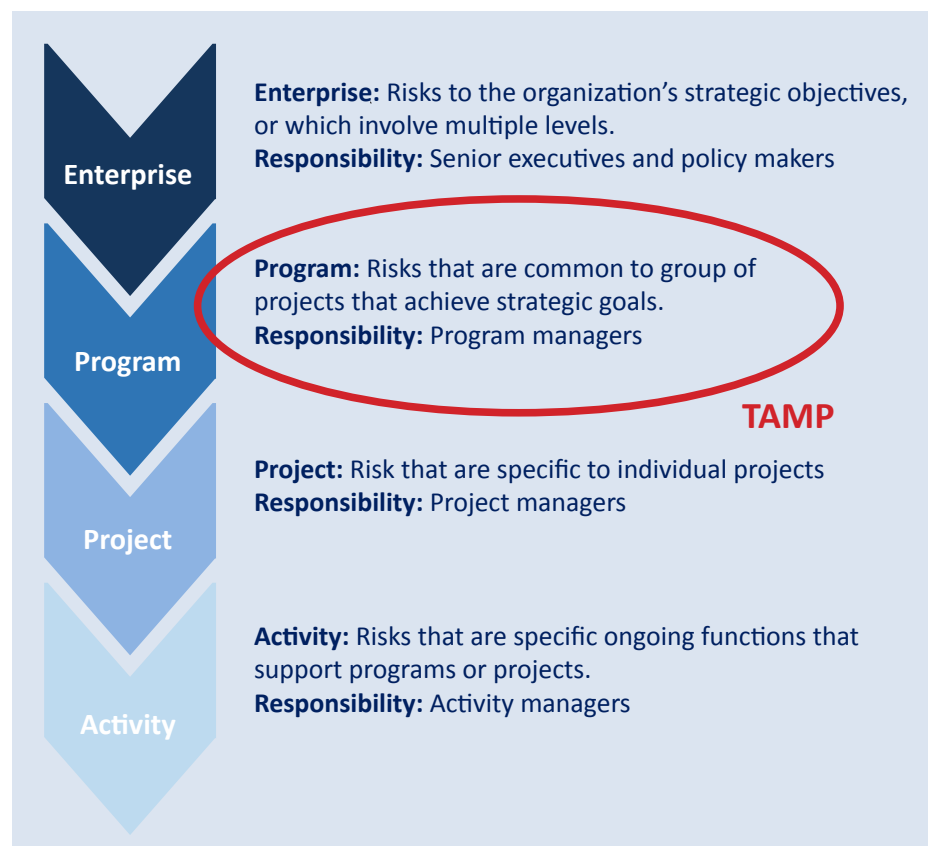 Enterprise
Enterprise: Risks to the organization's strategic objectives,
or which involve multiple levels.
Responsibility: Senior executives and policy makers
Program
Program: Risks that are common to group of
projects that achieve strategic goals.
Responsibility: Program managers
TAMP
Project
Project: Risk that are specific to individual projects
Responsibility: Project managers
Activity
Activity: Risks that are specific ongoing functions that
support programs or projects.
Responsibility: Activity managers